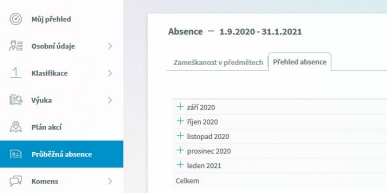 Můj přehled
Osobní údaje
Klasifikace
Výuka
Plán akcí
Průběžná absence
Komens
Absence – 1.9.2020 - 31.1.2021
Zameškanost v předmětech
Přehled absence
+ září 2020
+ říjen 2020
+ listopad 2020
+ prosinec 2020
+ leden 2021
Celkem